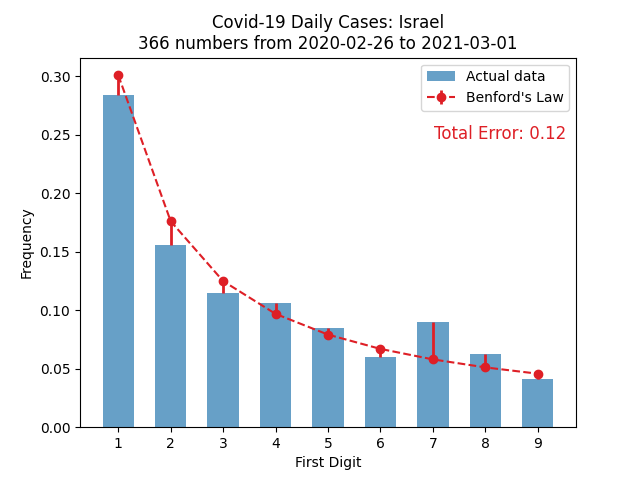 Covid-19 Daily Cases: Israel
366 numbers from 2020-02-26 to 2021-03-01
Actual data
Benford's Law
Total Error: 0.12
Frequency
0.30
0.25
0.20
0.15
0.10
0.05
0.00
1 2 3 4 5 6 7 8 9
First Digit